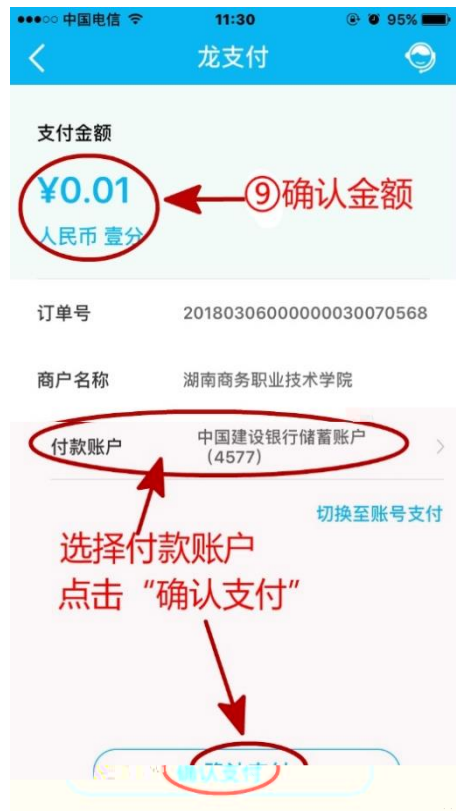 中国电信 11:30 95%
龙支付
支付金额
¥0.01
⑨确认金额
人民币 壹分
订单号 20180306000000030070568
商户名称 湖南商务职业技术学院
付款账户 中国建设银行储蓄账户
(4577)
切换至账号支付
选择付款账户
点击“确认支付”
确认支付